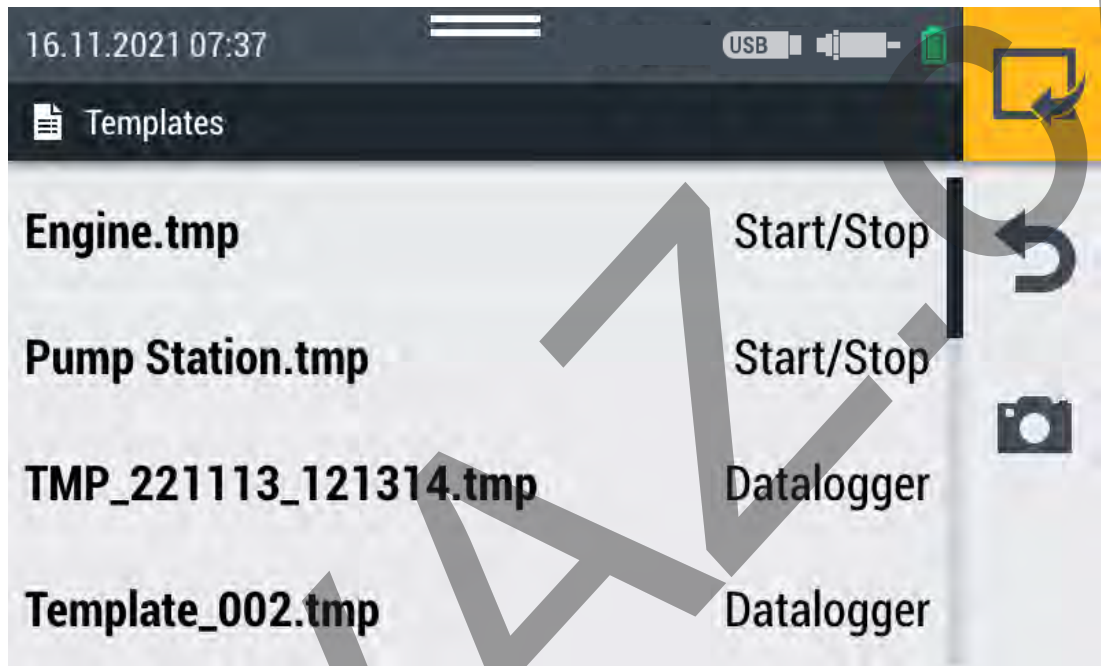 16.11.2021 07:37
USB
Templates
Engine.tmp Start/Stop
Pump Station.tmp Start/Stop
TMP_221113_121314.tmp Datalogger
Template_002.tmp Datalogger